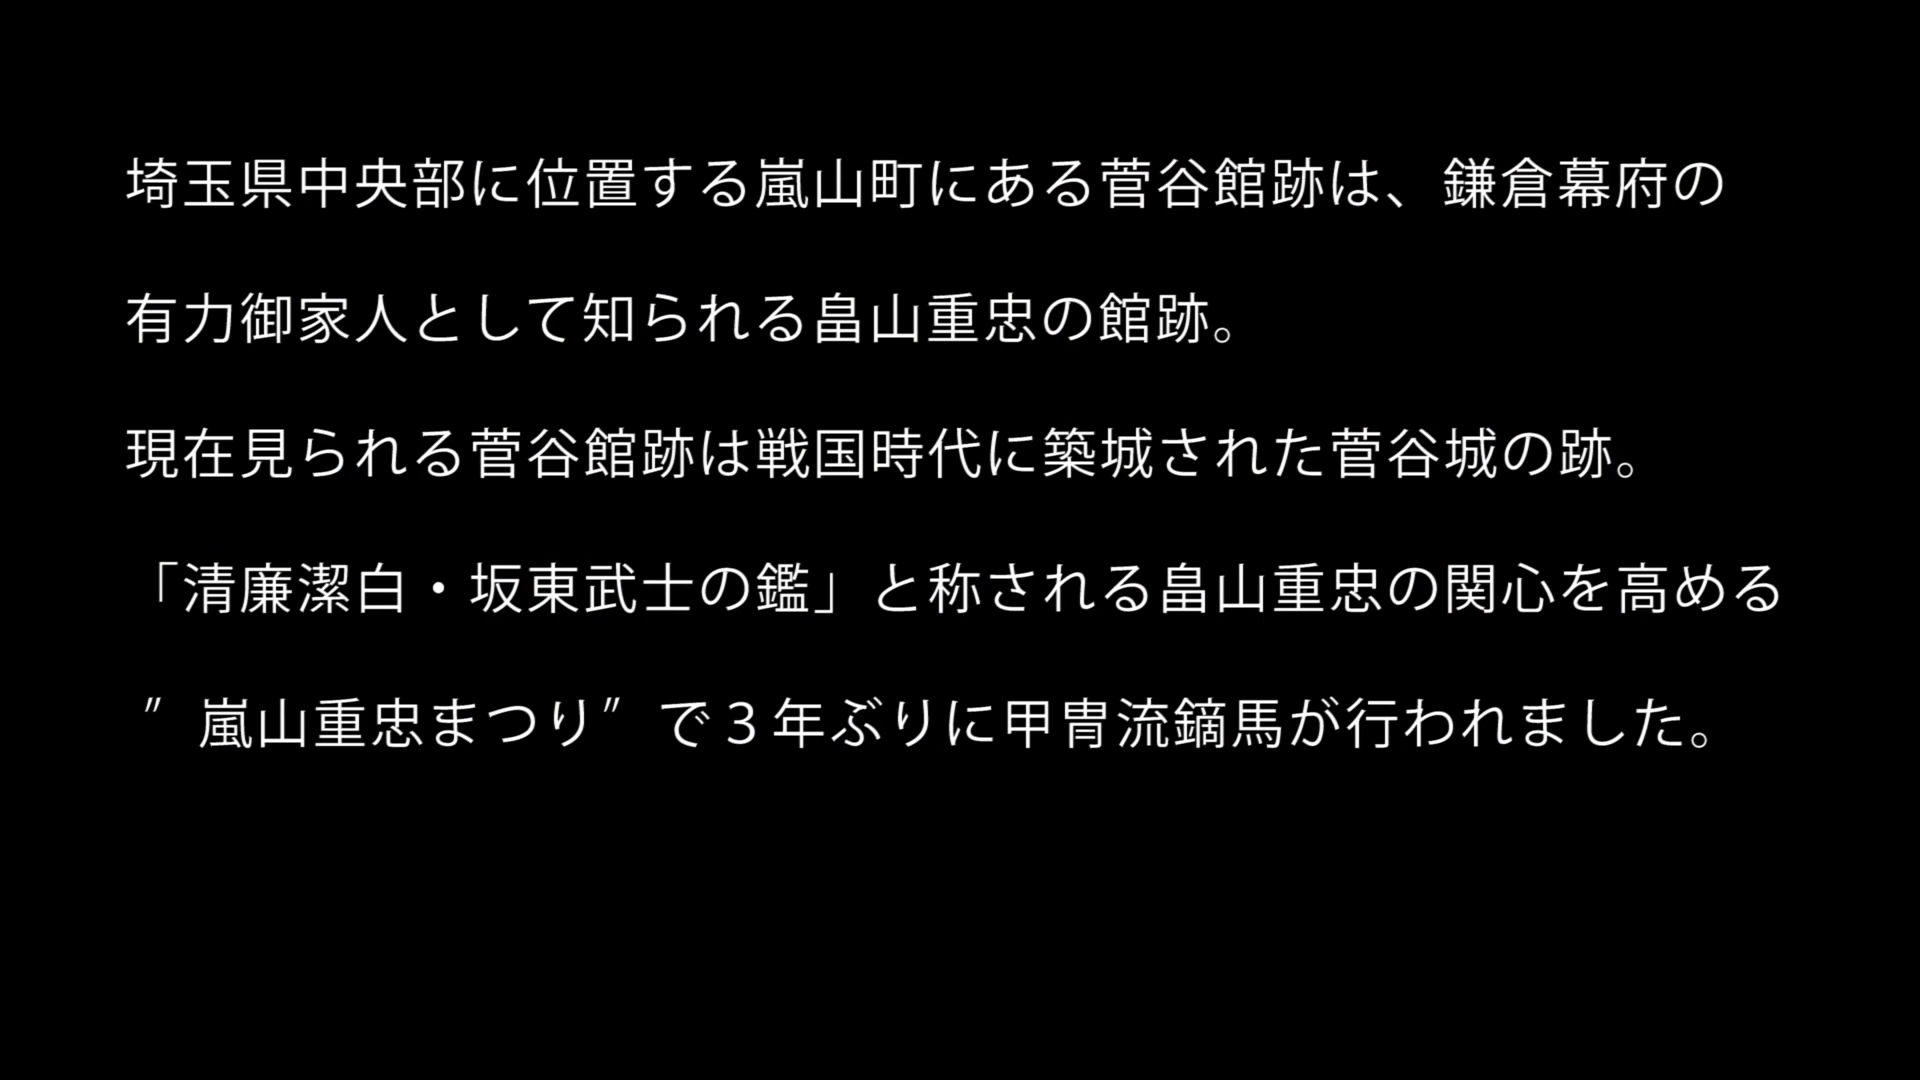 埼玉県中央部に位置する嵐山町にある菅谷館跡は、鎌倉幕府の
有力御家人として知られる畠山重忠の館跡。
現在見られる菅谷館跡は戦国時代に築城された菅谷城の跡。
「清廉潔白・坂東武士の鑑」と称される畠山重忠の関心を高める
〃嵐山重忠まつり〃で３年ぶりに甲冑流鏑馬が行われました。